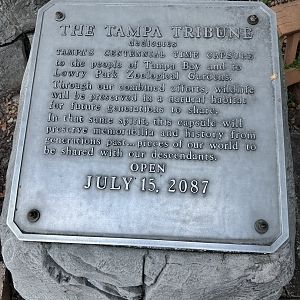 THE TAMPA TRIBUNE
dedicates
TAMPA'S CENTENNIAL TIME CAPSULE
to the people of Tampa Bay and to
Lowry Park Zoological Gardens.
Through our combined efforts, wildlife
will be preserved in a natural habitat
for future generations to share.
In that same spirit, this capsule will
preserve memorabilia and history from
generations past...pieces of our world to
be shared with our descendants.
OPEN
JULY 15, 2087